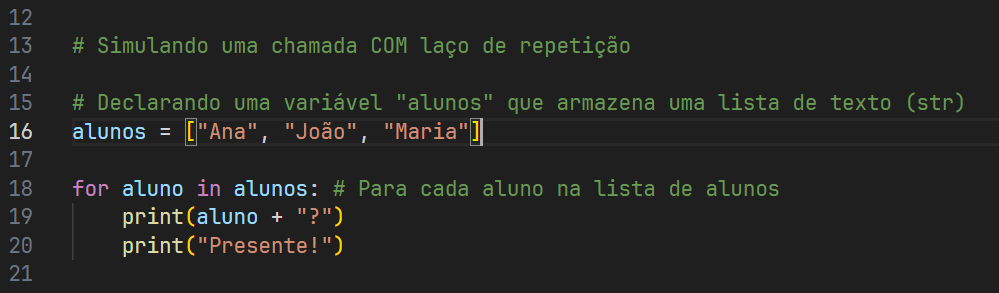 12
13 # Simulando uma chamada COM laço de repetição
14
15 # Declarando uma variável "alunos" que armazena uma lista de texto (str)
16 alunos = ["Ana", "João", "Maria"]
17
18 for aluno in alunos: # Para cada aluno na lista de alunos
19     print(aluno + "?")
20     print("Presente!")
21